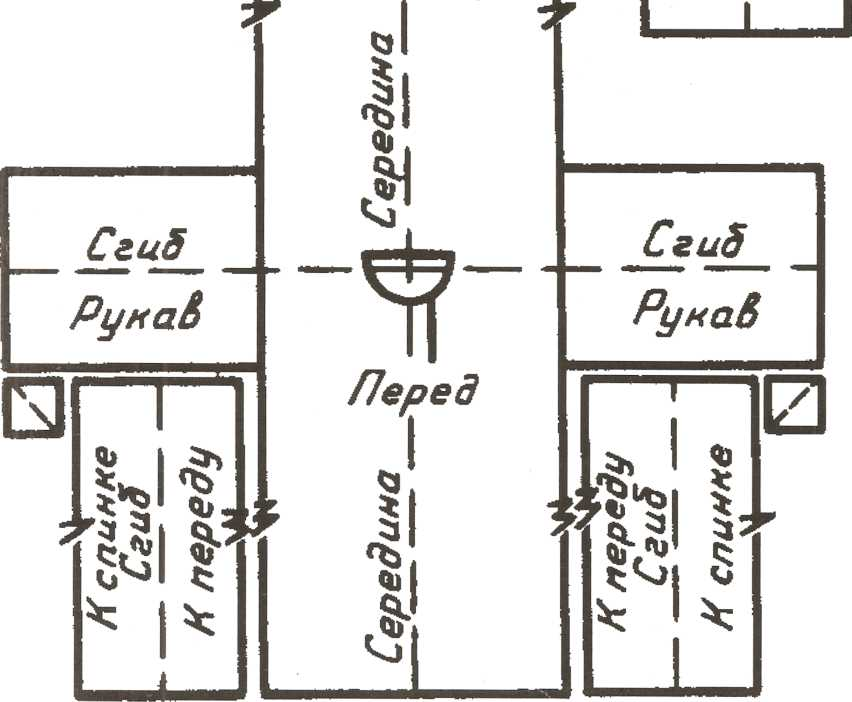 Середина
Сгиб
Рукав
Сгиб
Рукав
Перед
К спинке
Сгиб
К переду
Середина
К переду
Сгиб
К спинке